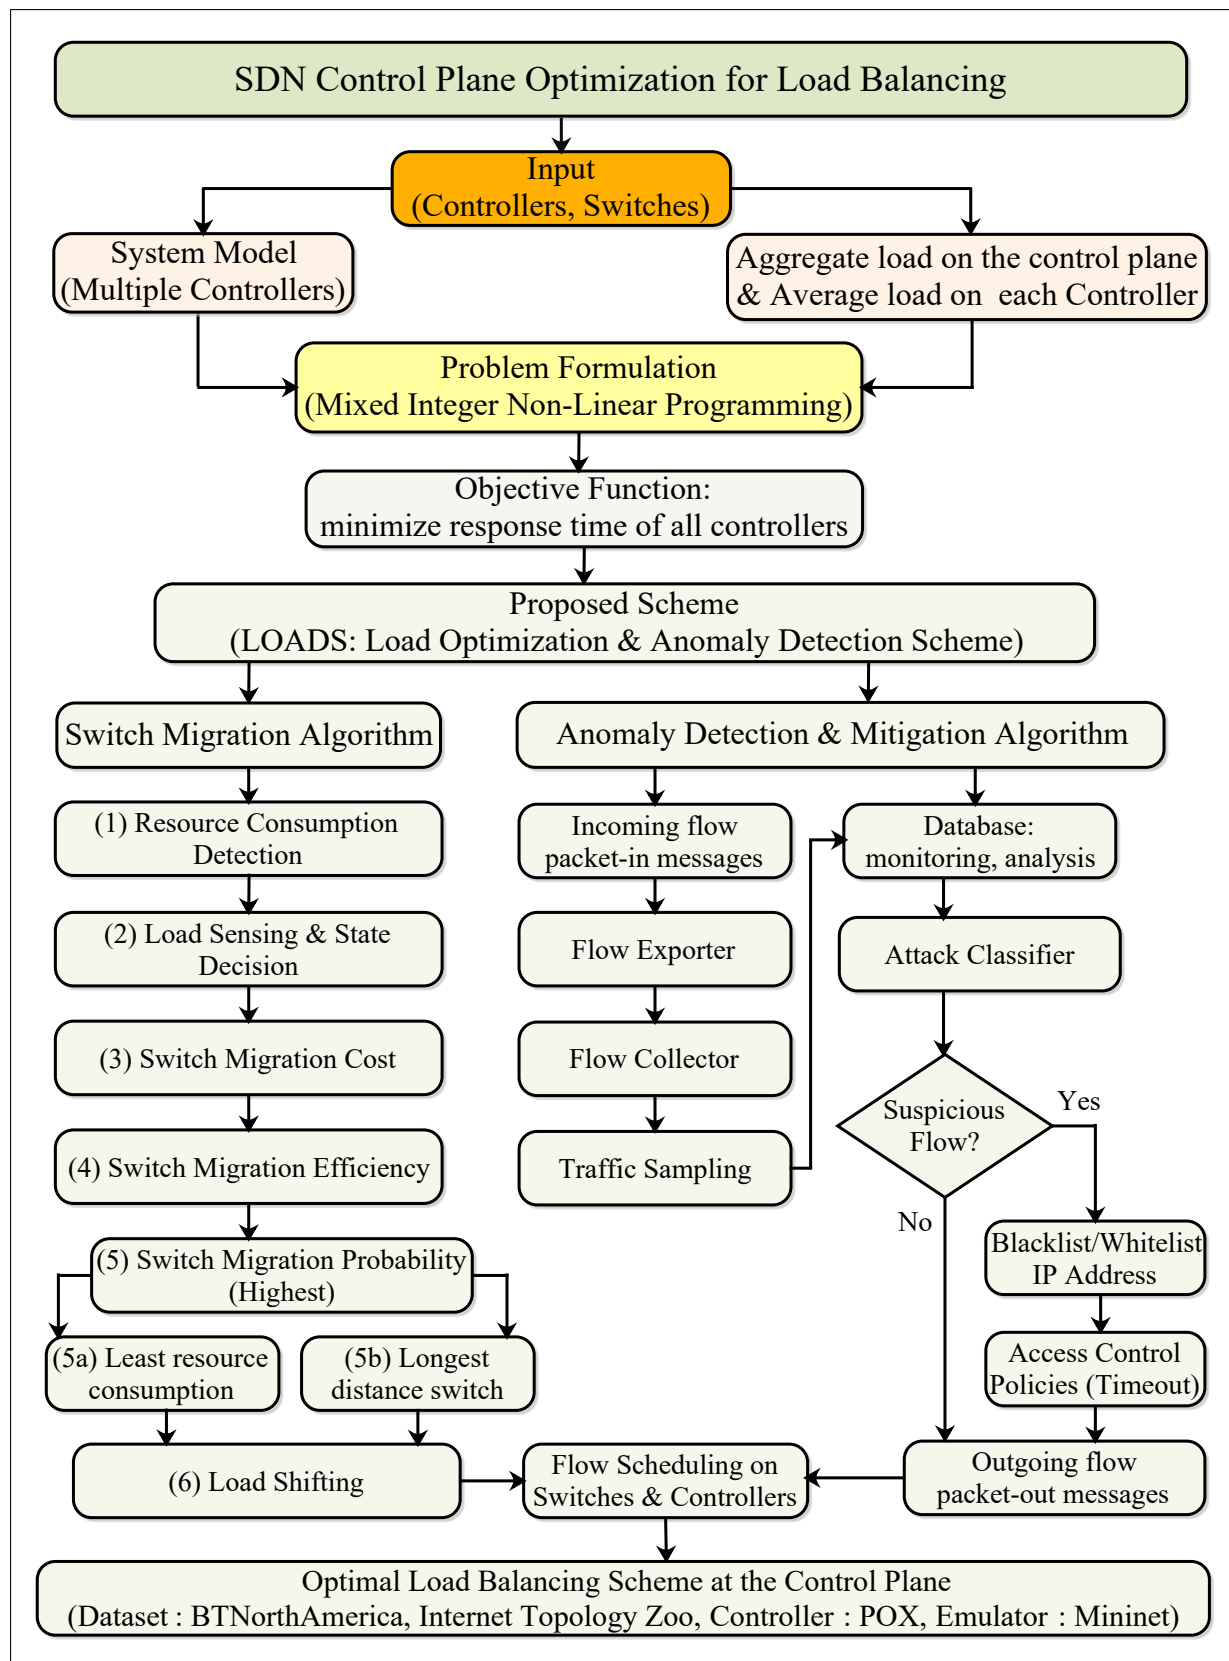 SDN Control Plane Optimization for Load Balancing
Input
(Controllers, Switches)
System Model
(Multiple Controllers)
Aggregate load on the control plane
& Average load on each Controller
Problem Formulation
(Mixed Integer Non-Linear Programming)
Objective Function:
minimize response time of all controllers
Proposed Scheme
(LOADS: Load Optimization & Anomaly Detection Scheme)
Switch Migration Algorithm
(1) Resource Consumption
Detection
(2) Load Sensing & State
Decision
(3) Switch Migration Cost
(4) Switch Migration Efficiency
(5) Switch Migration Probability
(Highest)
(5a) Least resource
consumption
(5b) Longest
distance switch
(6) Load Shifting
Anomaly Detection & Mitigation Algorithm
Incoming flow
packet-in messages
Flow Exporter
Flow Collector
Traffic Sampling
Database:
monitoring, analysis
Attack Classifier
Suspicious
Flow?
Yes
No
Blacklist/Whitelist
IP Address
Access Control
Policies (Timeout)
Outgoing flow
packet-out messages
Flow Scheduling on
Switches & Controllers
Optimal Load Balancing Scheme at the Control Plane
(Dataset : BTNorthAmerica, Internet Topology Zoo, Controller : POX, Emulator : Mininet)